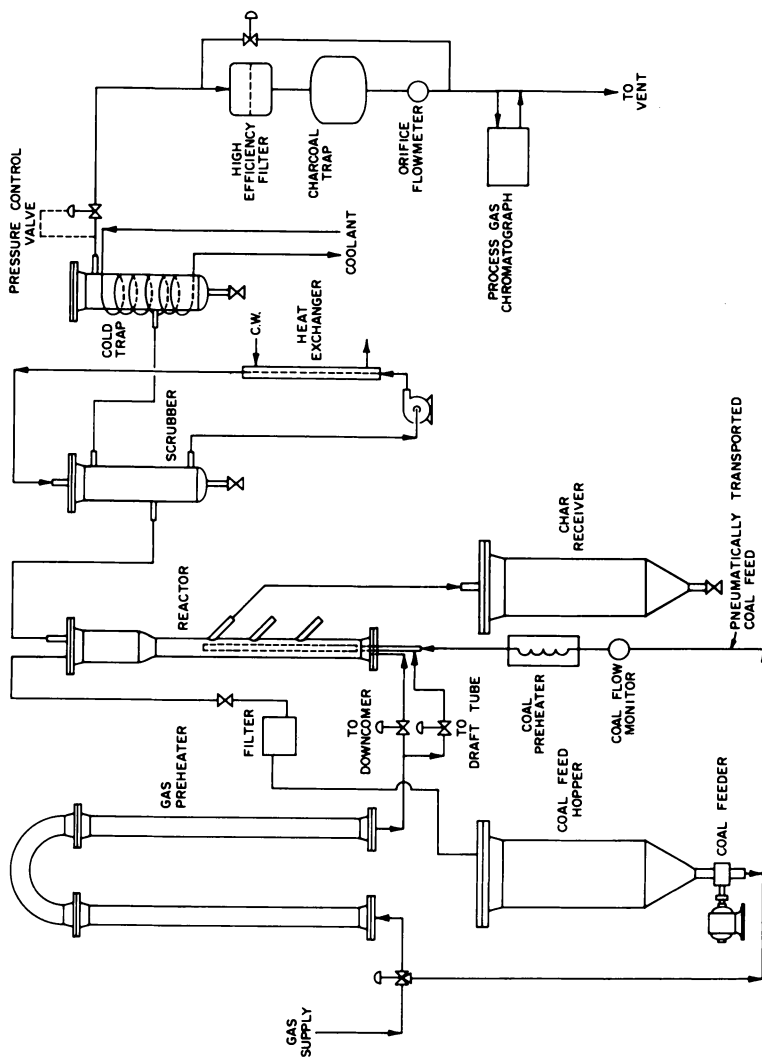 GAS
SUPPLY
GAS
PREHEATER
FILTER
REACTOR
SCRUBBER
COLD
TRAP
PRESSURE CONTROL
VALVE
COOLANT
C.W.
HEAT
EXCHANGER
HIGH
EFFICIENCY
FILTER
CHARCOAL
TRAP
ORIFICE
FLOWMETER
PROCESS GAS
CHROMATOGRAPH
TO
VENT
TO
DOWNCOMER
TO
DRAFT TUBE
COAL FEED
HOPPER
COAL FEEDER
COAL
PREHEATER
COAL FLOW
MONITOR
CHAR
RECEIVER
PNEUMATICALLY TRANSPORTED
COAL FEED